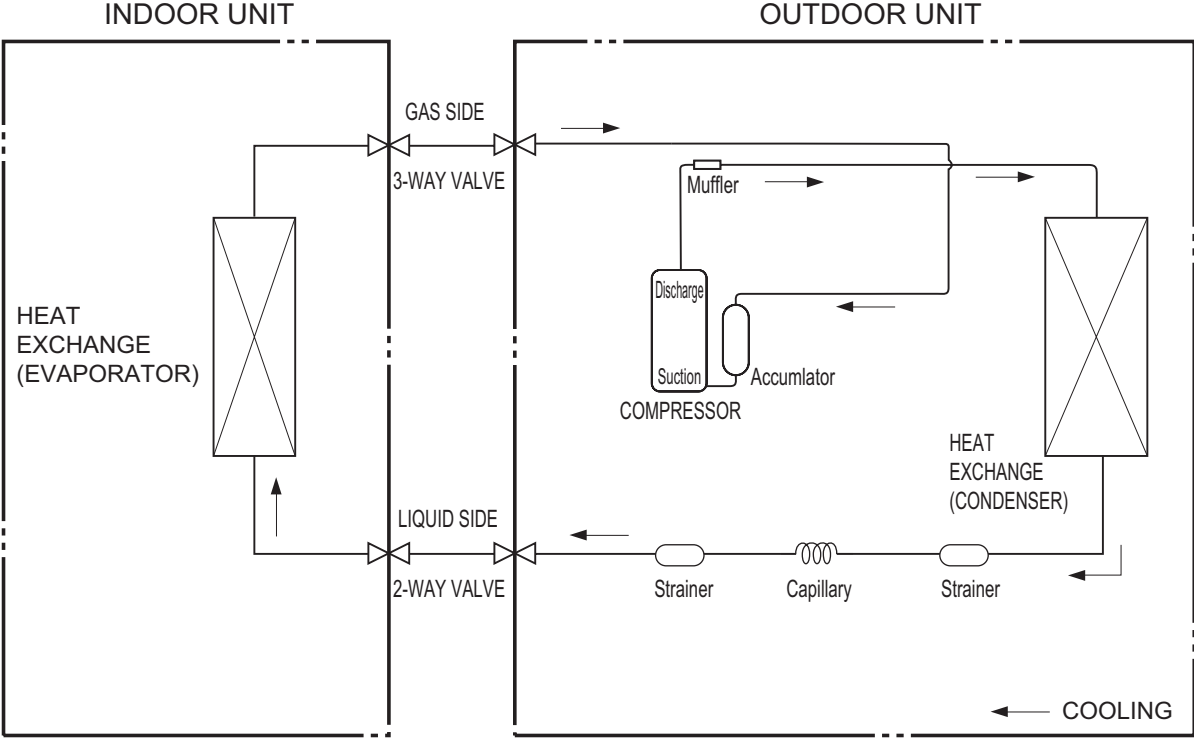 INDOOR UNIT
OUTDOOR UNIT
GAS SIDE
3-WAY VALVE
Muffler
Discharge
Suction
Accumlator
COMPRESSOR
HEAT
EXCHANGE
(EVAPORATOR)
HEAT
EXCHANGE
(CONDENSER)
LIQUID SIDE
2-WAY VALVE
Strainer
Capillary
Strainer
COOLING